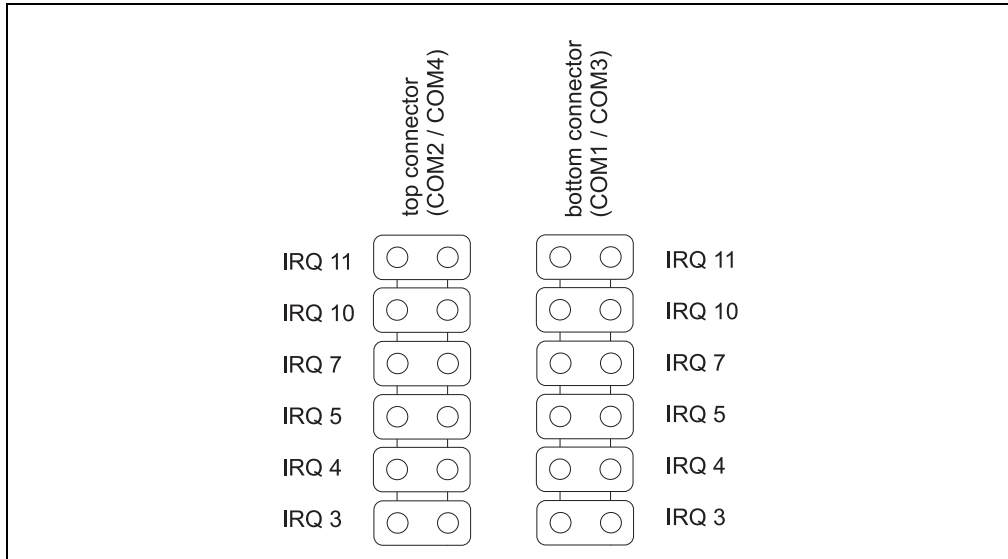 top connector
(COM2 / COM4)
bottom connector
(COM1 / COM3)
IRQ 11
IRQ 11
IRQ 10
IRQ 10
IRQ 7
IRQ 7
IRQ 5
IRQ 5
IRQ 4
IRQ 4
IRQ 3
IRQ 3